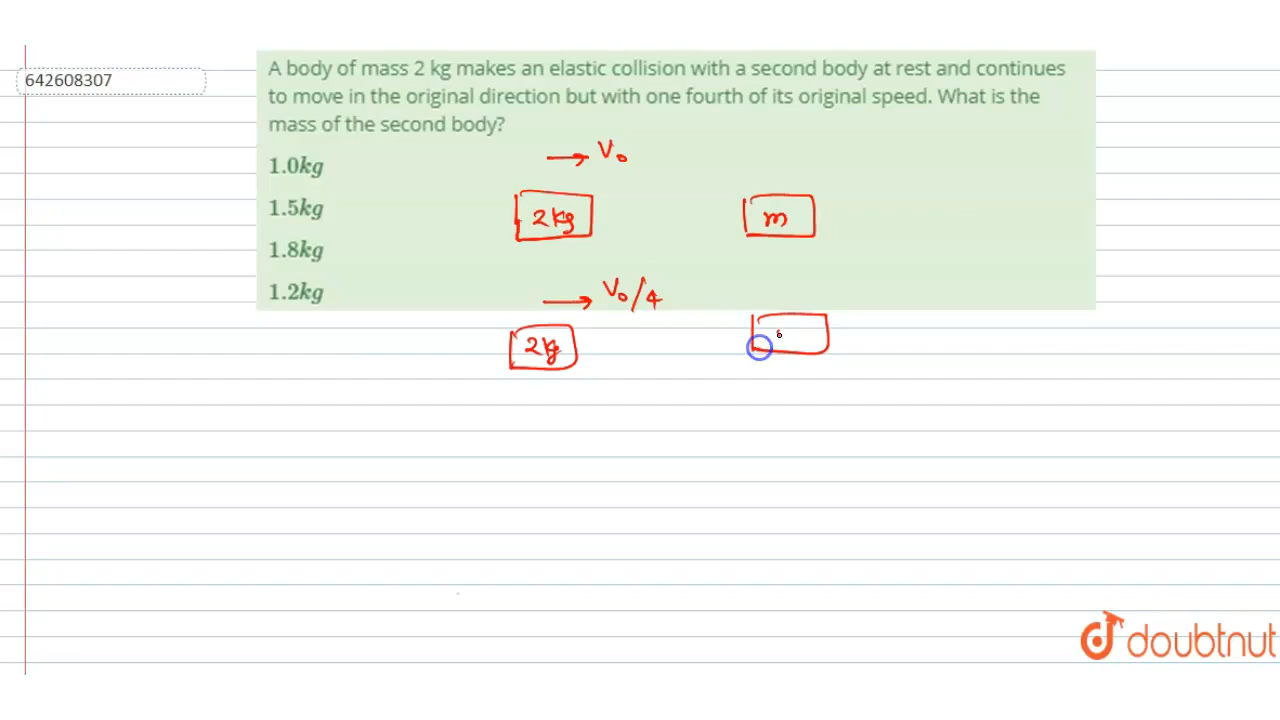 642608307
A body of mass 2 kg makes an elastic collision with a second body at rest and continues
to move in the original direction but with one fourth of its original speed. What is the
mass of the second body?
1.0kg
1.5kg
1.8kg
1.2kg
V₀
2kg
m
V₀/4
2kg
doubtnut